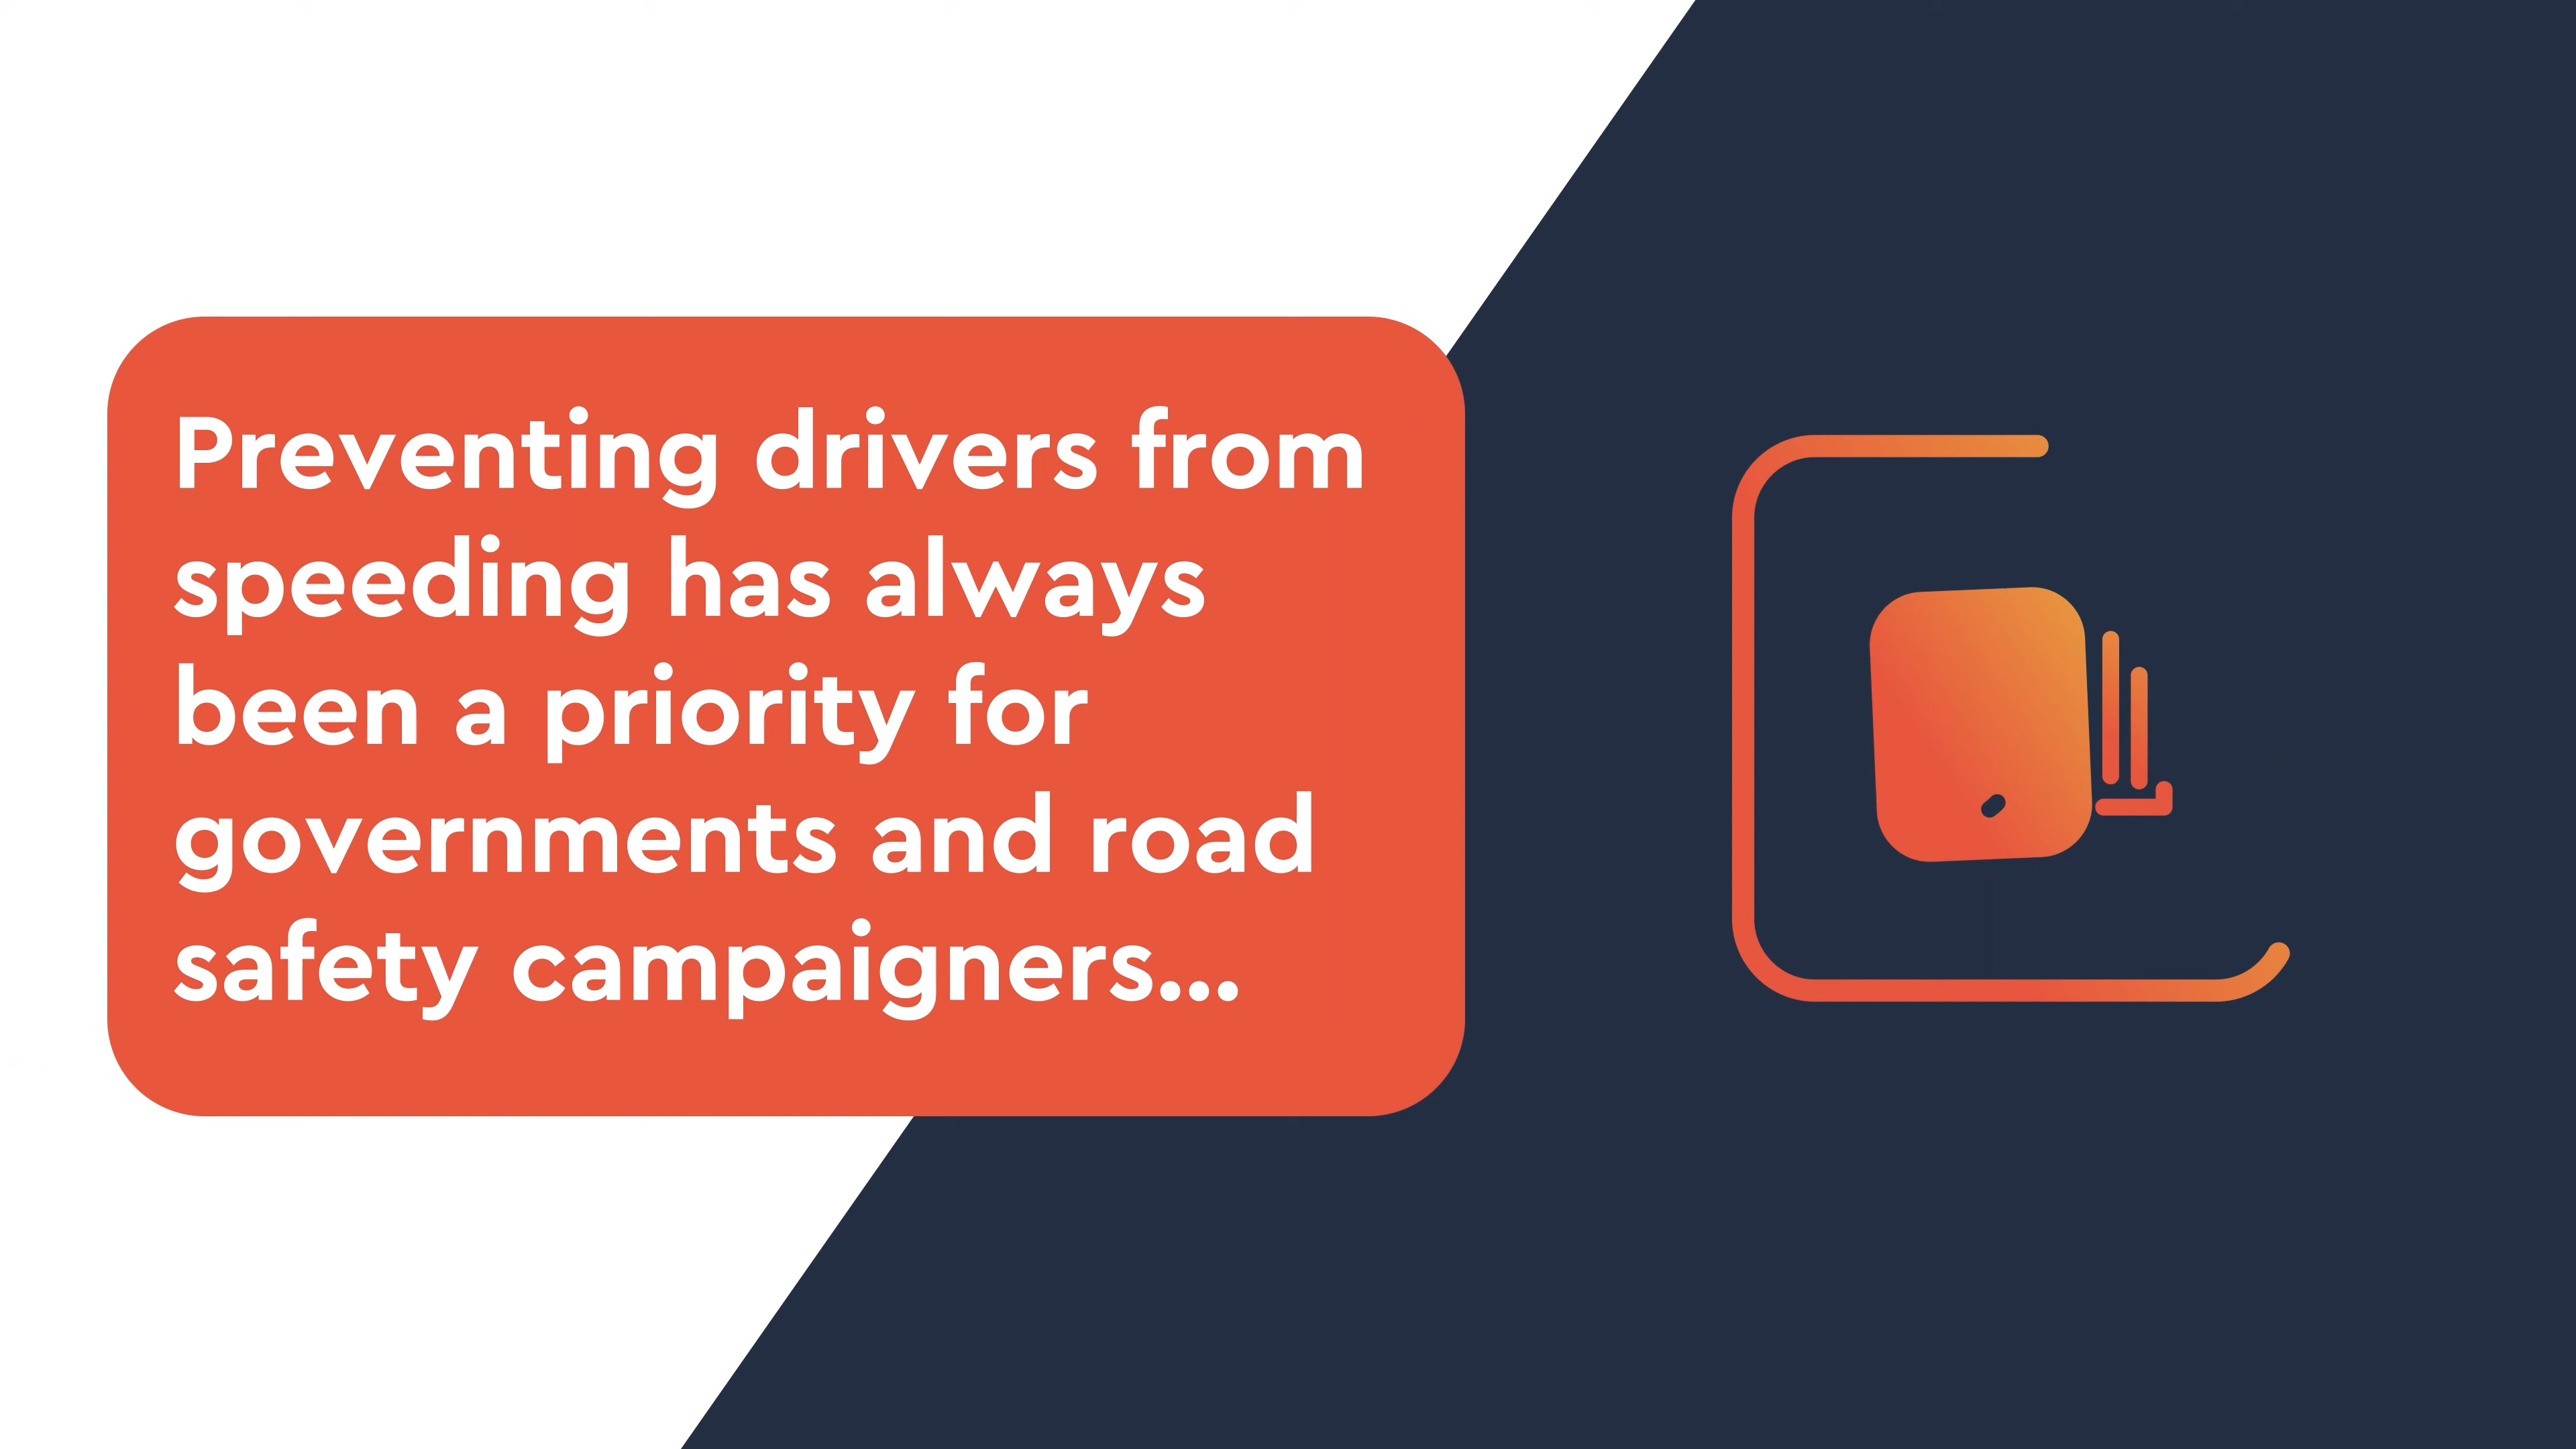 Preventing drivers from
speeding has always
been a priority for
governments and road
safety campaigners...